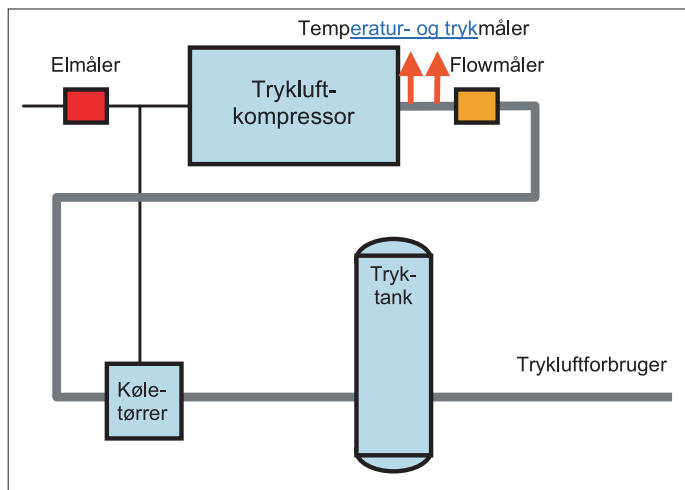 Temperatur- og trykmåler
Elmåler
Flowmåler
Trykluft-
kompressor
Tryk-
tank
Trykluftforbruger
Køle-
tørrer